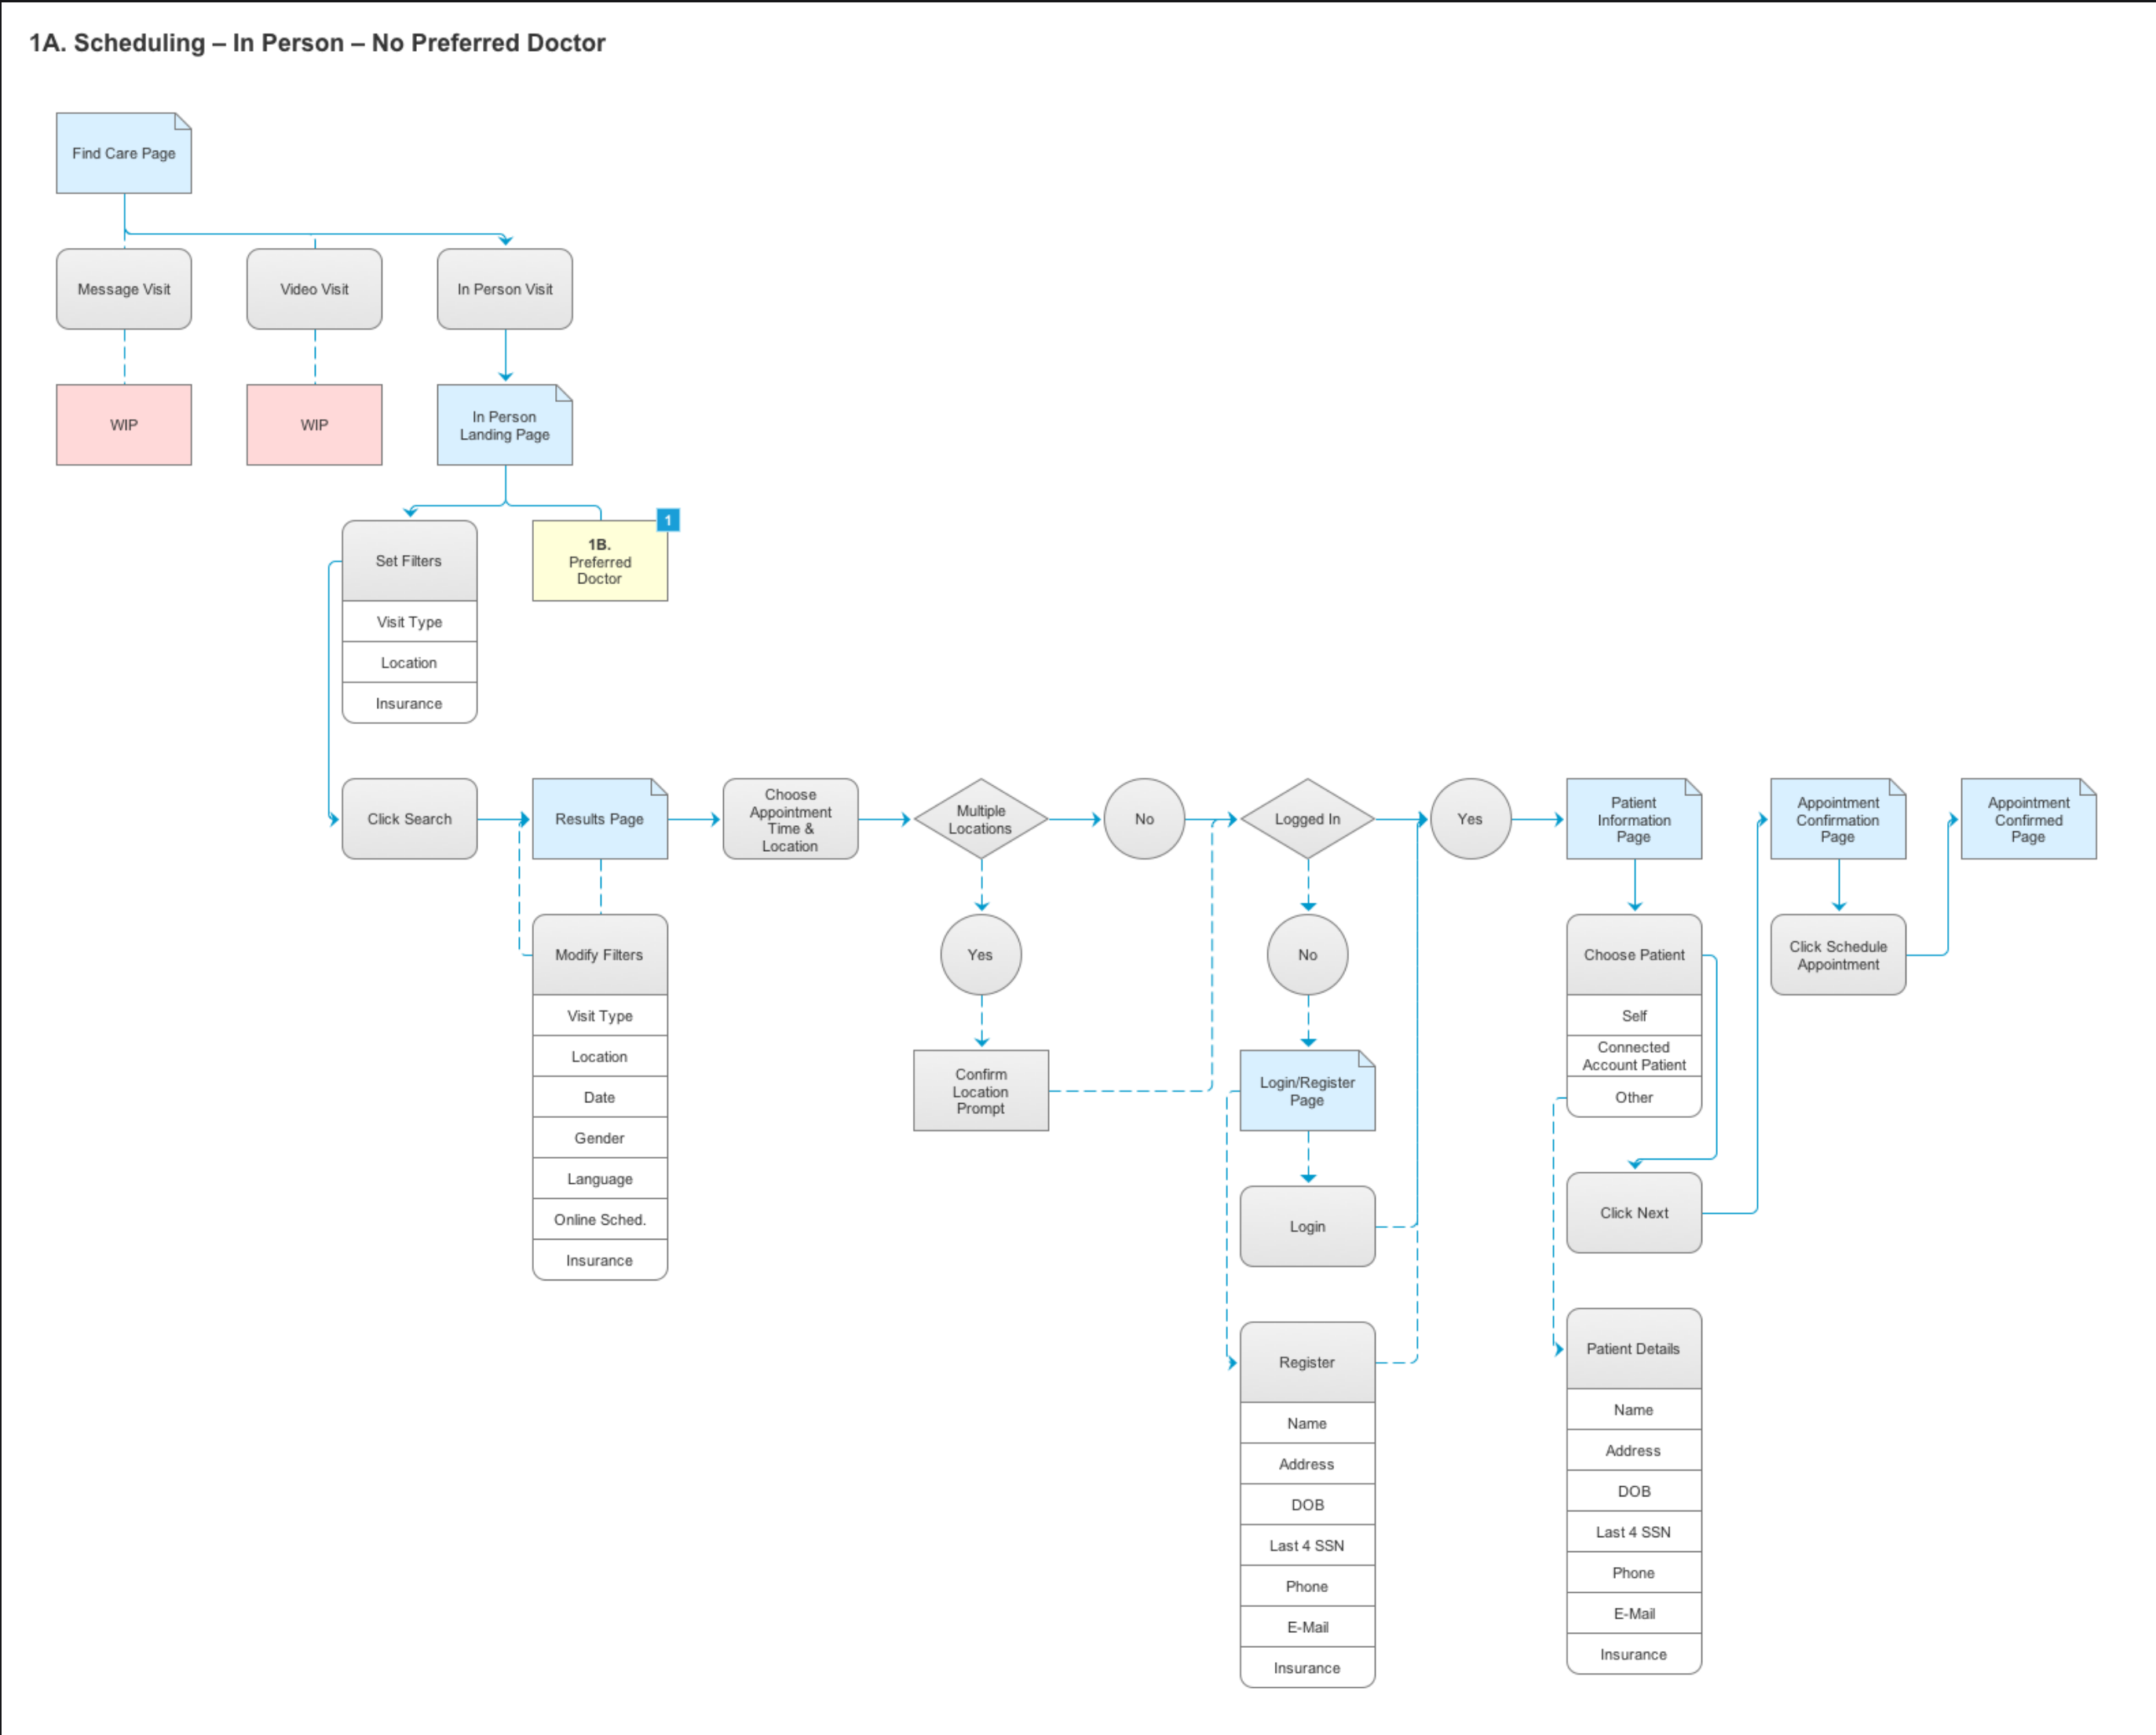 1A. Scheduling – In Person – No Preferred Doctor
Find Care Page
Message Visit
Video Visit
In Person Visit
WIP
WIP
In Person
Landing Page
Set Filters
Visit Type
Location
Insurance
1
1B.
Preferred
Doctor
Click Search
Results Page
Choose
Appointment
Time &
Location
Multiple
Locations
No
Logged In
Yes
Patient
Information
Page
Appointment
Confirmation
Page
Appointment
Confirmed
Page
Modify Filters
Visit Type
Location
Date
Gender
Language
Online Sched.
Insurance
Yes
Confirm
Location
Prompt
No
Login/Register
Page
Login
Register
Name
Address
DOB
Last 4 SSN
Phone
E-Mail
Insurance
Choose Patient
Self
Connected
Account Patient
Other
Click Next
Patient Details
Name
Address
DOB
Last 4 SSN
Phone
E-Mail
Insurance
Click Schedule
Appointment